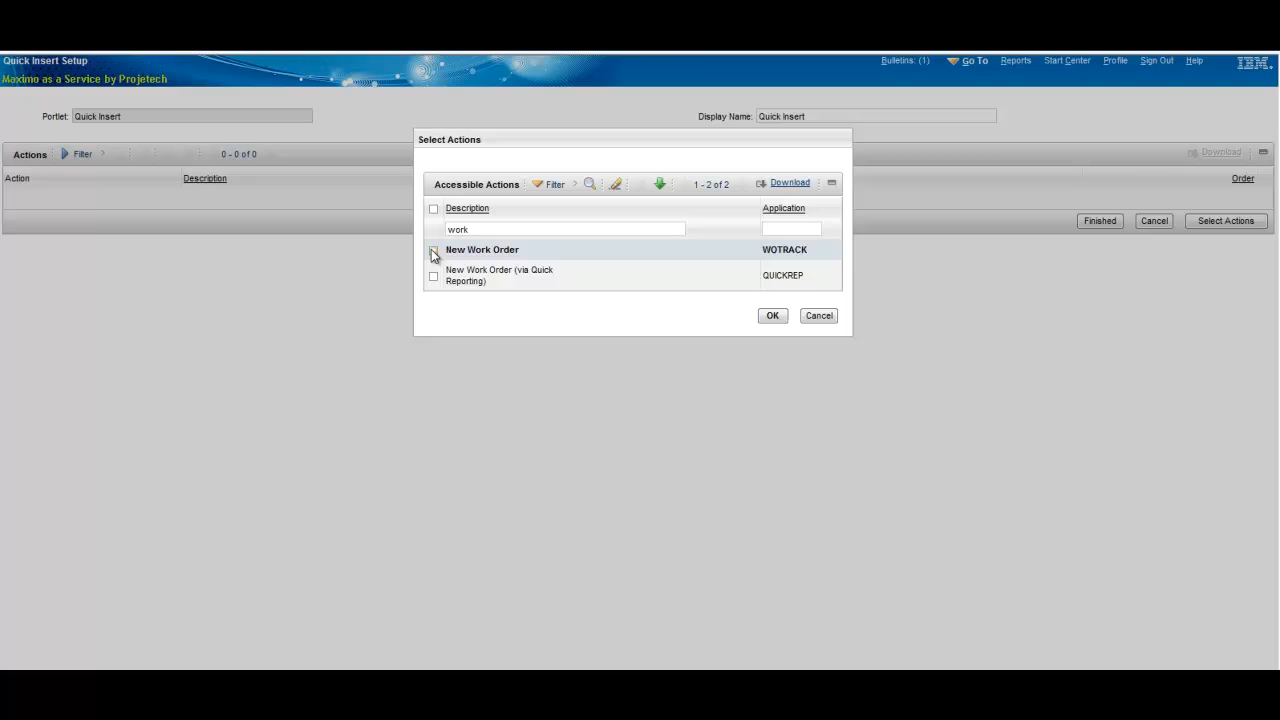 Quick Insert Setup
Bulletins: (1) Go To Reports Start Center Profile Sign Out Help IBM.
Maximo as a Service by Projetech
Portlet: Quick Insert Display Name: Quick Insert
Select Actions
Actions Filter 0 - 0 of 0 Download
Action Description Order
Accessible Actions Filter 1 - 2 of 2 Download
Description Application
work
Finished Cancel Select Actions
New Work Order WOTRACK
New Work Order (via Quick
Reporting) QUICKREP
OK Cancel